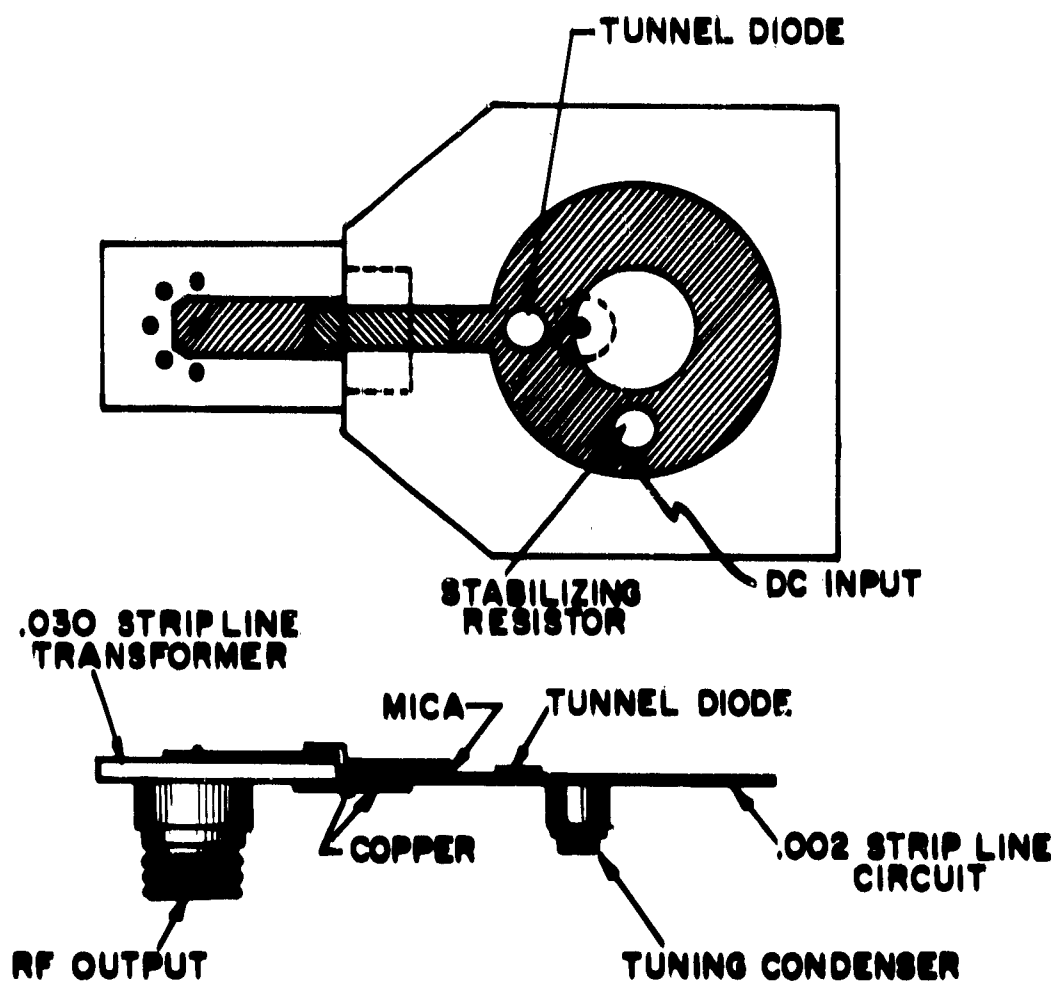 TUNNEL DIODE
STABILIZING
RESISTOR
DC INPUT
.030 STRIP LINE
TRANSFORMER
MICA
TUNNEL DIODE
COPPER
.002 STRIP LINE
CIRCUIT
RF OUTPUT
TUNING CONDENSER